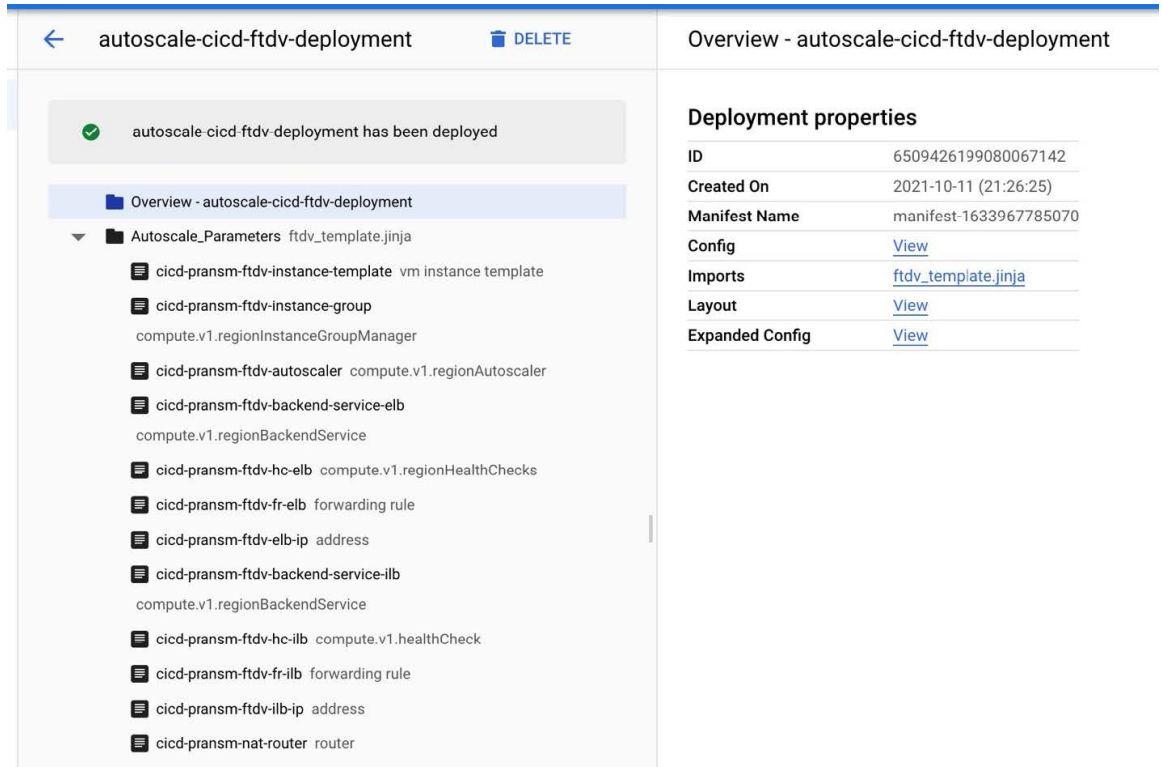 autoscale-cicd-ftdv-deployment
DELETE
autoscale-cicd-ftdv-deployment has been deployed
Overview - autoscale-cicd-ftdv-deployment
Autoscale_Parameters ftdv_template.jinja
cicd-pransm-ftdv-instance-template vm instance template
cicd-pransm-ftdv-instance-group
compute.v1.regionInstanceGroupManager
cicd-pransm-ftdv-autoscaler compute.v1.regionAutoscaler
cicd-pransm-ftdv-backend-service-elb
compute.v1.regionBackendService
cicd-pransm-ftdv-hc-elb compute.v1.regionHealthChecks
cicd-pransm-ftdv-fr-elb forwarding rule
cicd-pransm-ftdv-elb-ip address
cicd-pransm-ftdv-backend-service-ilb
compute.v1.regionBackendService
cicd-pransm-ftdv-hc-ilb compute.v1.healthCheck
cicd-pransm-ftdv-fr-ilb forwarding rule
cicd-pransm-ftdv-ilb-ip address
cicd-pransm-nat-router router
Overview - autoscale-cicd-ftdv-deployment
Deployment properties
ID 6509426199080067142
Created On 2021-10-11 (21:26:25)
Manifest Name manifest-1633967785070
Config View
Imports ftdv_template.jinja
Layout View
Expanded Config View